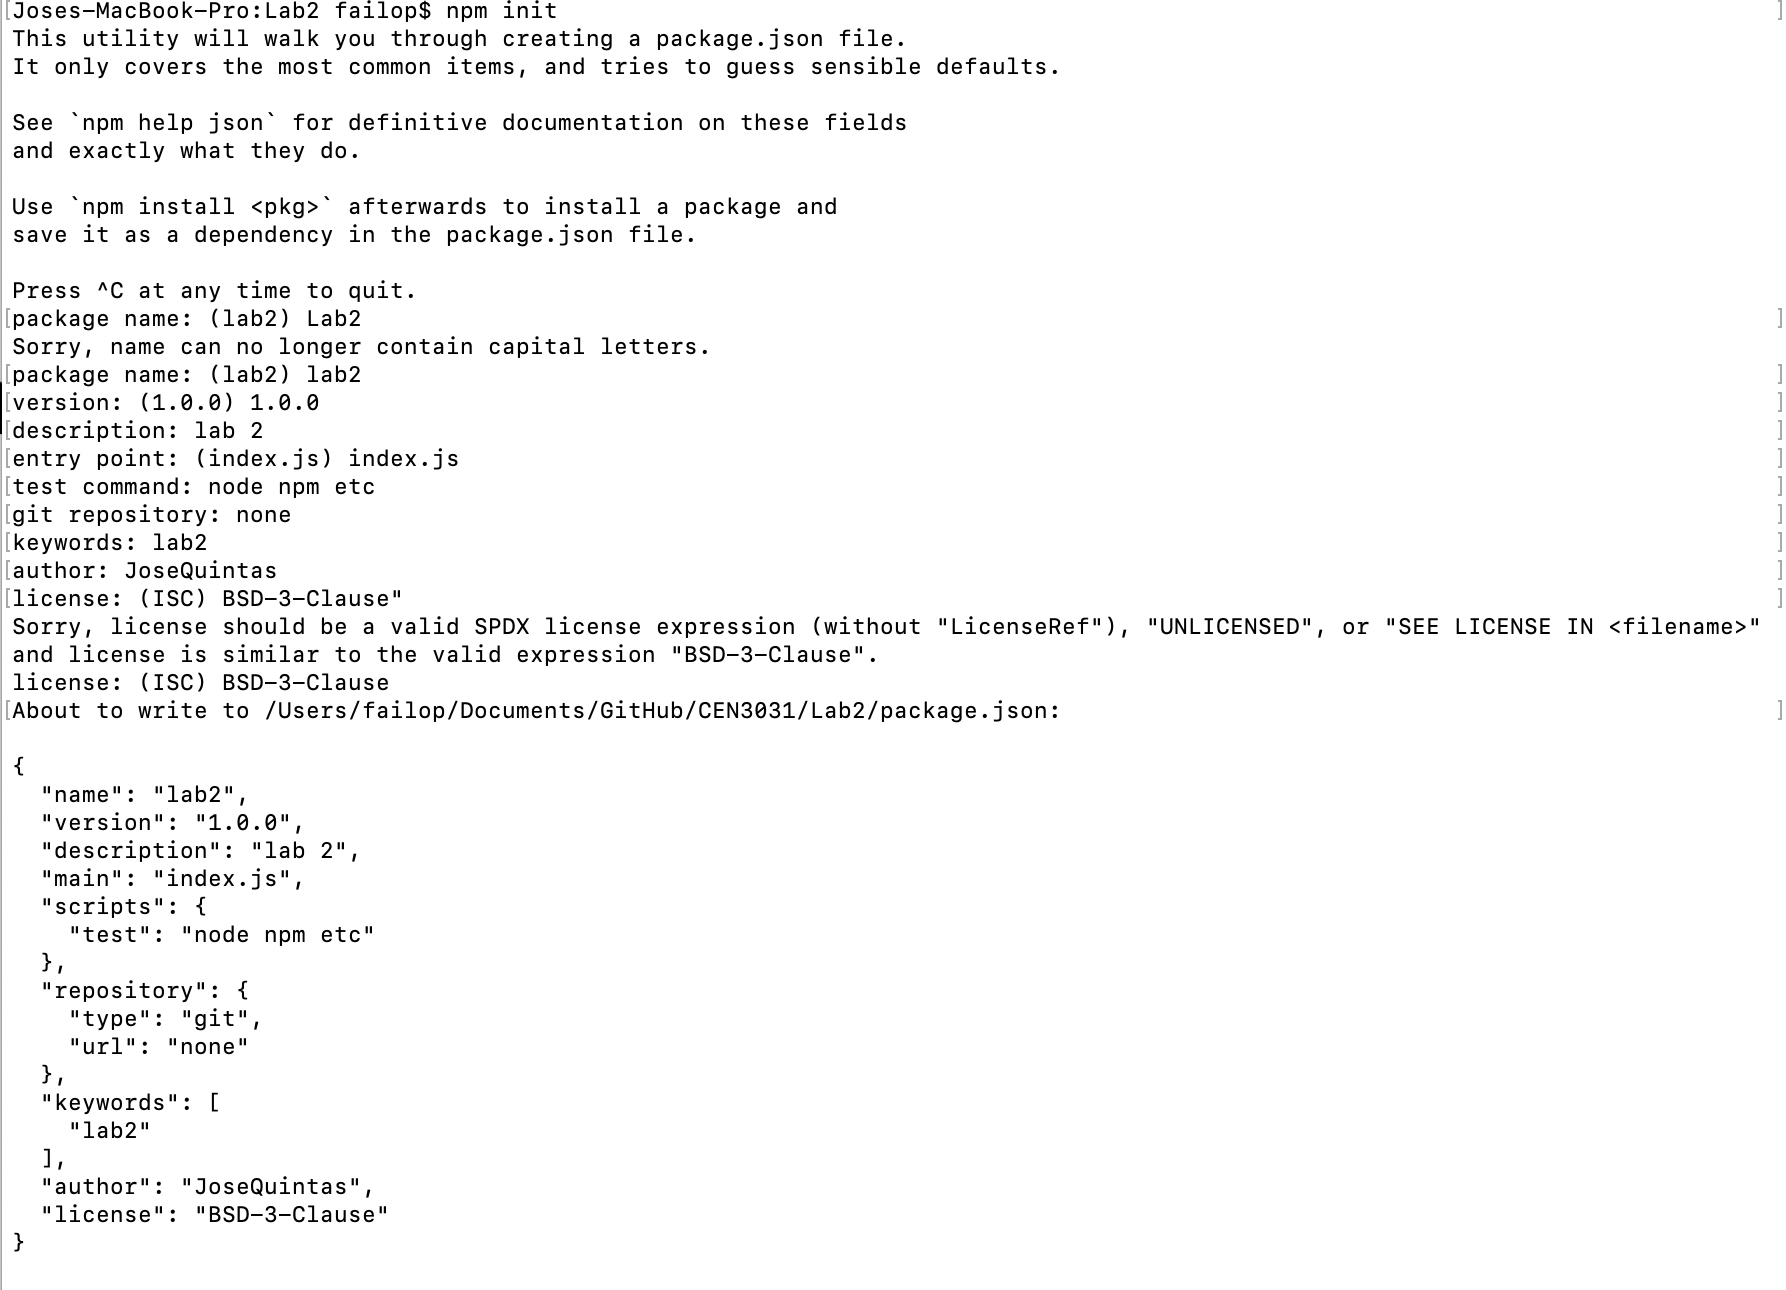 [Joses-MacBook-Pro:Lab2 failop$ npm init ]
This utility will walk you through creating a package.json file.
It only covers the most common items, and tries to guess sensible defaults.
See `npm help json` for definitive documentation on these fields
and exactly what they do.
Use `npm install <pkg>` afterwards to install a package and
save it as a dependency in the package.json file.
Press ^C at any time to quit.
[package name: (lab2) Lab2 ]
Sorry, name can no longer contain capital letters.
[package name: (lab2) lab2 ]
[version: (1.0.0) 1.0.0 ]
[description: lab 2 ]
[entry point: (index.js) index.js ]
[test command: node npm etc ]
[git repository: none ]
[keywords: lab2 ]
[author: JoseQuintas ]
[license: (ISC) BSD-3-Clause" ]
Sorry, license should be a valid SPDX license expression (without "LicenseRef"), "UNLICENSED", or "SEE LICENSE IN <filename>"
and license is similar to the valid expression "BSD-3-Clause".
license: (ISC) BSD-3-Clause
[About to write to /Users/failop/Documents/GitHub/CEN3031/Lab2/package.json: ]
{
  "name": "lab2",
  "version": "1.0.0",
  "description": "lab 2",
  "main": "index.js",
  "scripts": {
    "test": "node npm etc"
  },
  "repository": {
    "type": "git",
    "url": "none"
  },
  "keywords": [
    "lab2"
  ],
  "author": "JoseQuintas",
  "license": "BSD-3-Clause"
}